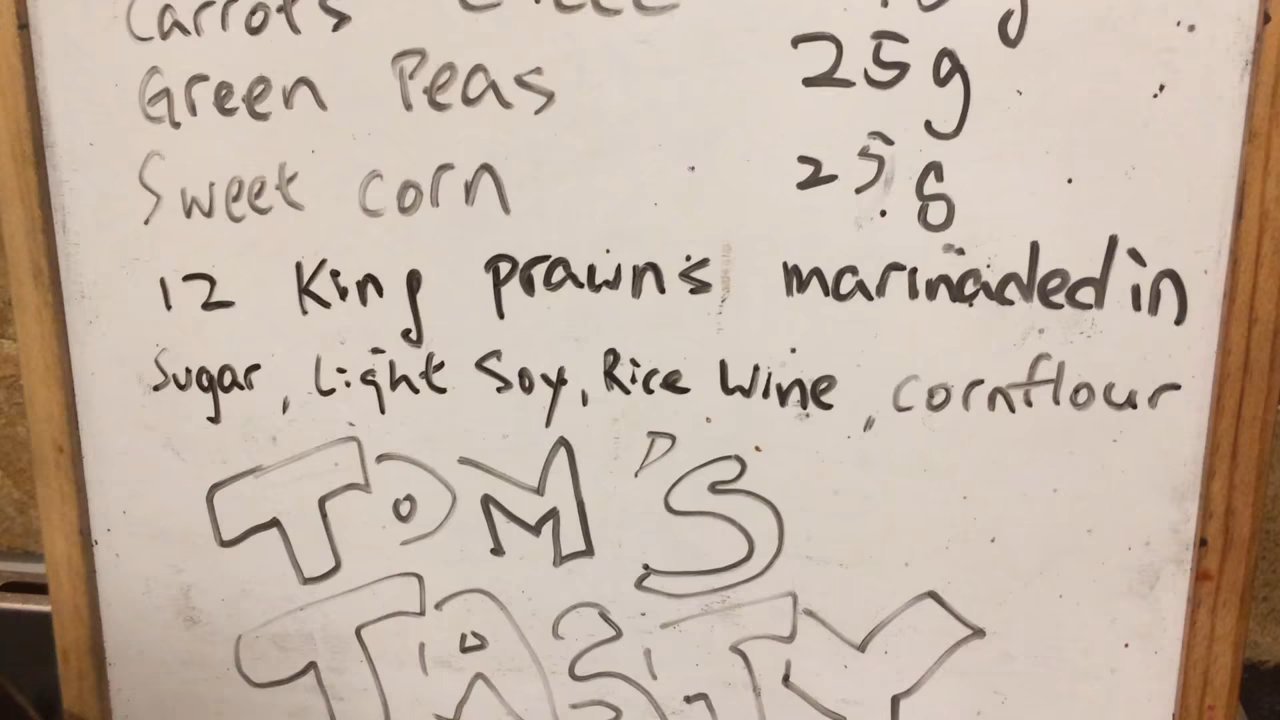 Carrots
Green Peas 25g
Sweet corn 25g
12 King prawns marinaded in
Sugar, Light Soy, Rice Wine, cornflour
TOM'S
TASTY